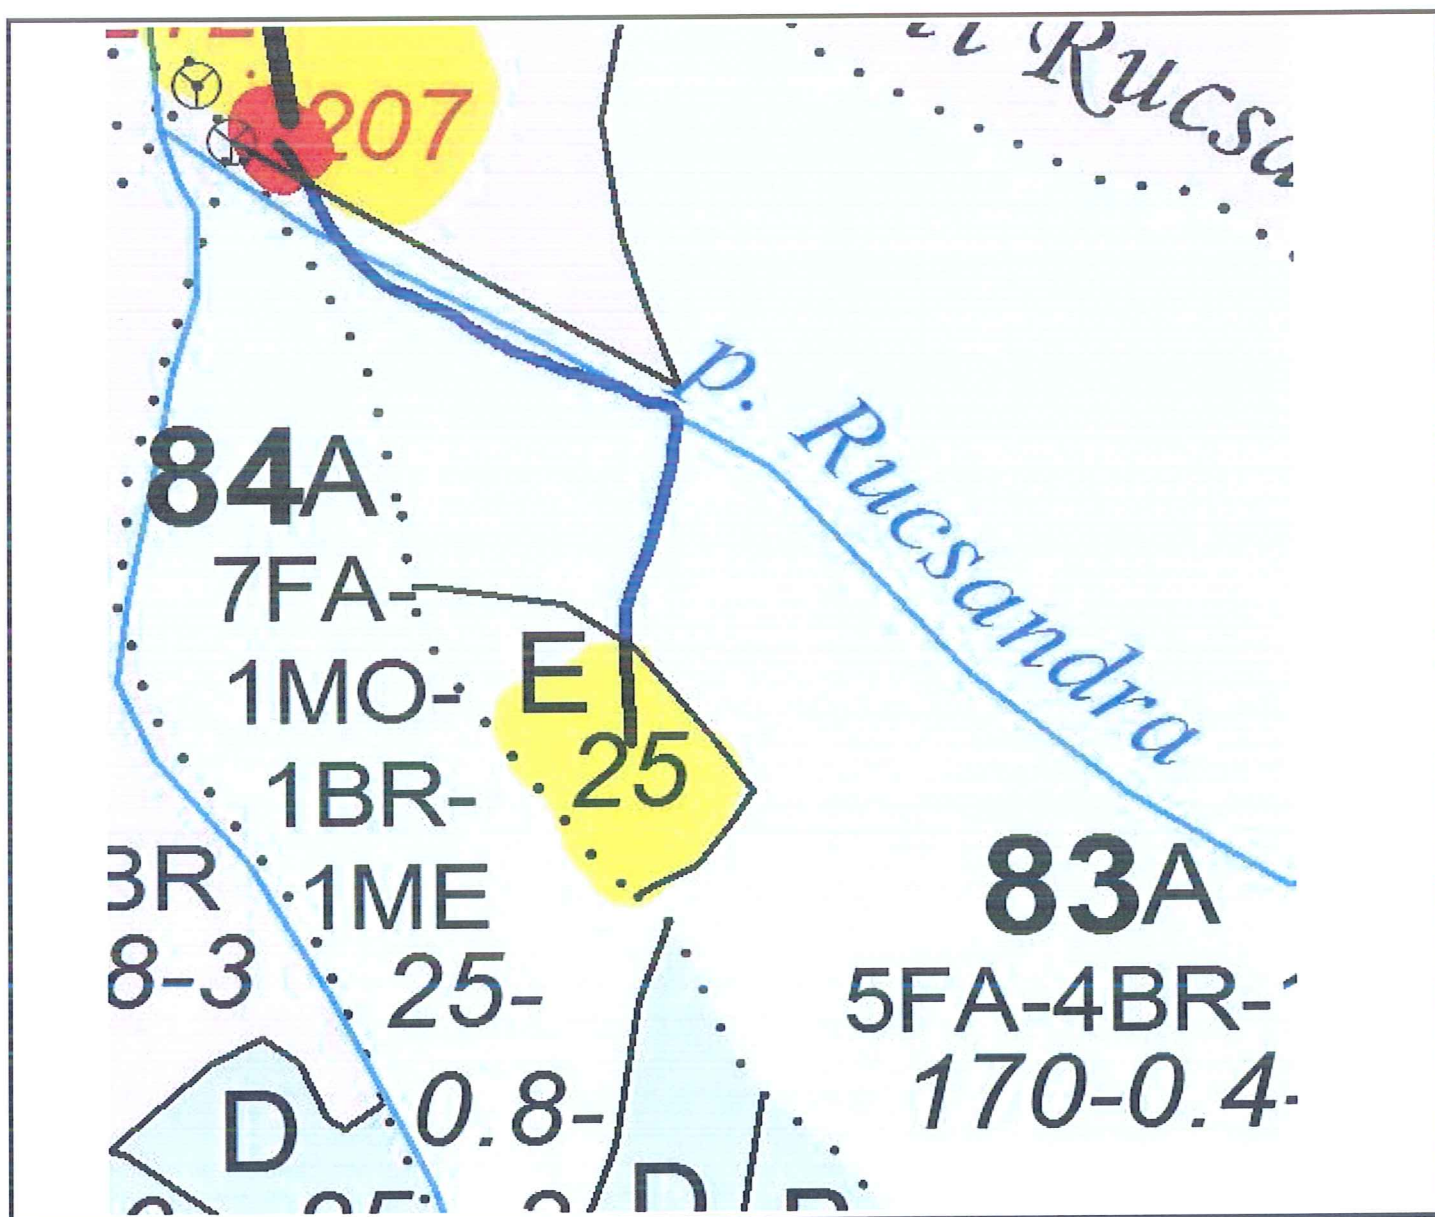 207
Rucsa
p. Rucsandra
84A
7FA-
1MO-
1BR-
1ME
25-
0.8-
E
25
BR
8-3
83A
5FA-4BR-
170-0.4-
D
D